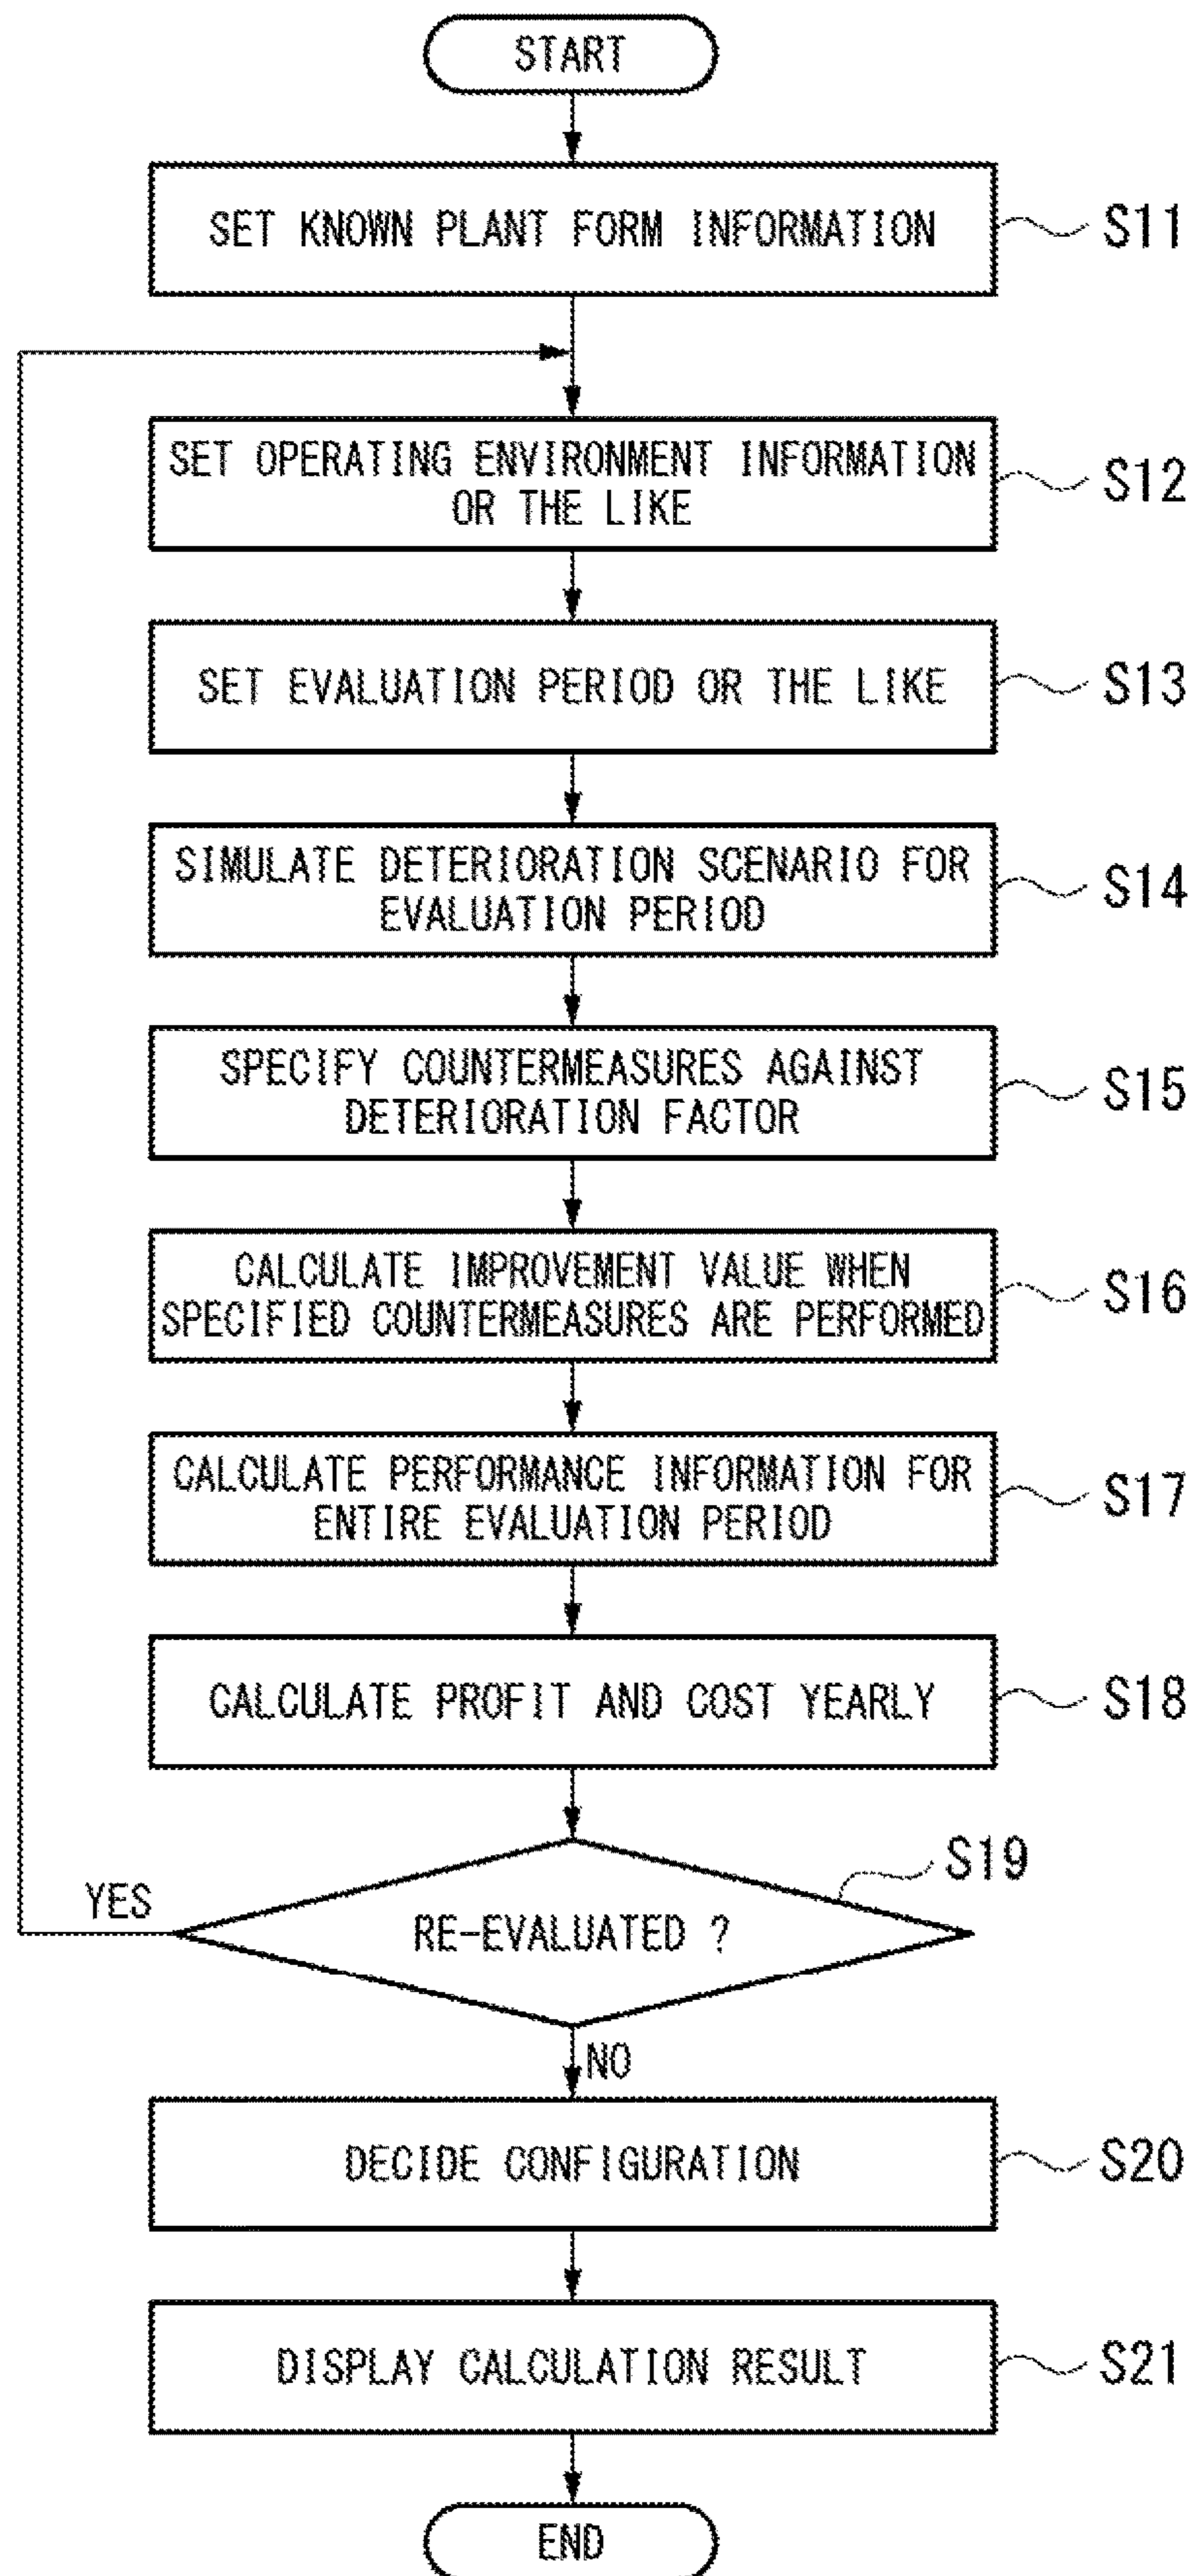 START
SET KNOWN PLANT FORM INFORMATION
S11
SET OPERATING ENVIRONMENT INFORMATION
OR THE LIKE
S12
SET EVALUATION PERIOD OR THE LIKE
S13
SIMULATE DETERIORATION SCENARIO FOR
EVALUATION PERIOD
S14
SPECIFY COUNTERMEASURES AGAINST
DETERIORATION FACTOR
S15
CALCULATE IMPROVEMENT VALUE WHEN
SPECIFIED COUNTERMEASURES ARE PERFORMED
S16
CALCULATE PERFORMANCE INFORMATION FOR
ENTIRE EVALUATION PERIOD
S17
CALCULATE PROFIT AND COST YEARLY
S18
S19
YES
RE-EVALUATED ?
NO
DECIDE CONFIGURATION
S20
DISPLAY CALCULATION RESULT
S21
END